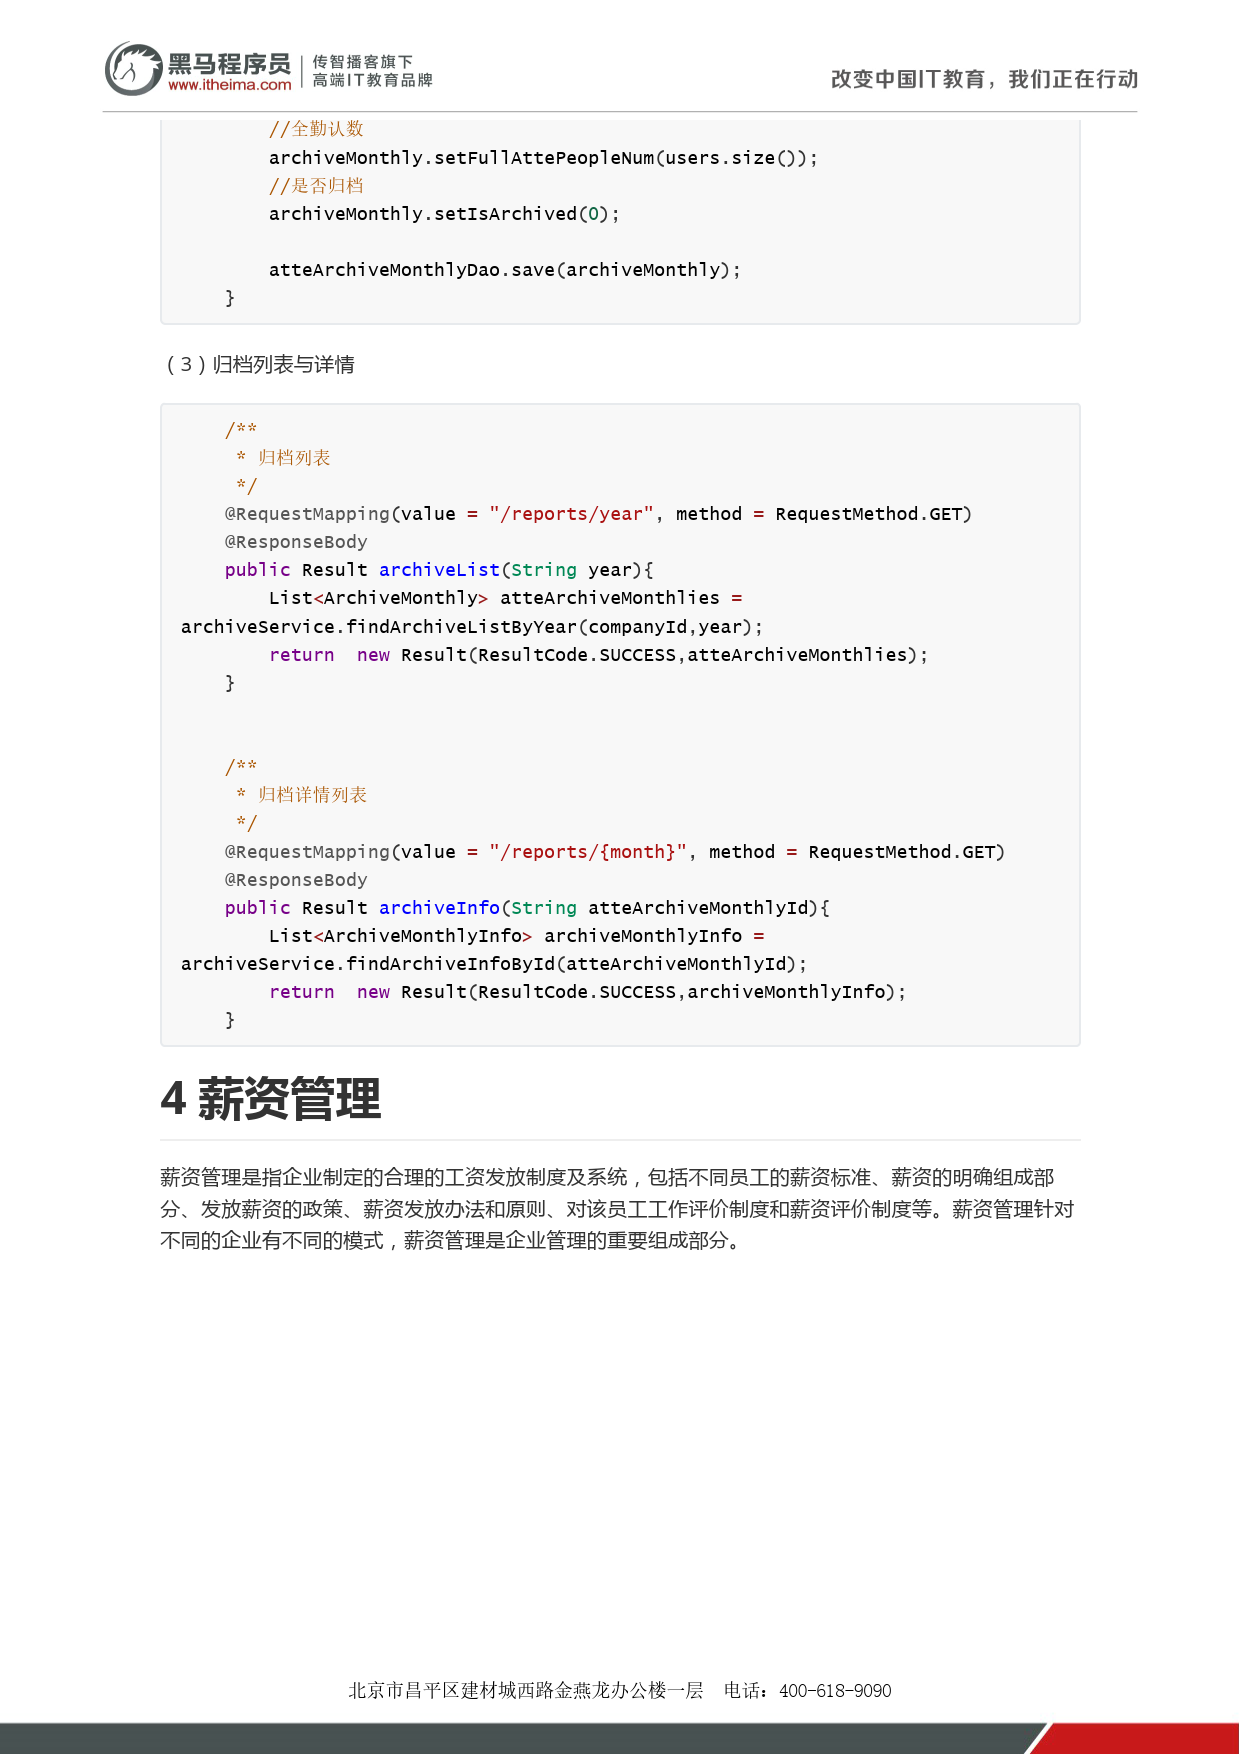 黑马程序员
www.itheima.com
传智播客旗下
高端IT教育品牌
改变中国IT教育，我们正在行动
        //全勤认数
        archiveMonthly.setFullAttePeopleNum(users.size());
        //是否归档
        archiveMonthly.setIsArchived(0);

        atteArchiveMonthlyDao.save(archiveMonthly);
    }
（3）归档列表与详情
    /**
     * 归档列表
     */
    @RequestMapping(value = "/reports/year", method = RequestMethod.GET)
    @ResponseBody
    public Result archiveList(String year){
        List<ArchiveMonthly> atteArchiveMonthlies =
archiveService.findArchiveListByYear(companyId,year);
        return  new Result(ResultCode.SUCCESS,atteArchiveMonthlies);
    }


    /**
     * 归档详情列表
     */
    @RequestMapping(value = "/reports/{month}", method = RequestMethod.GET)
    @ResponseBody
    public Result archiveInfo(String atteArchiveMonthlyId){
        List<ArchiveMonthlyInfo> archiveMonthlyInfo =
archiveService.findArchiveInfoById(atteArchiveMonthlyId);
        return  new Result(ResultCode.SUCCESS,archiveMonthlyInfo);
    }
4 薪资管理
薪资管理是指企业制定的合理的工资发放制度及系统，包括不同员工的薪资标准、薪资的明确组成部
分、发放薪资的政策、薪资发放办法和原则、对该员工工作评价制度和薪资评价制度等。薪资管理针对
不同的企业有不同的模式，薪资管理是企业管理的重要组成部分。
北京市昌平区建材城西路金燕龙办公楼一层 电话：400-618-9090